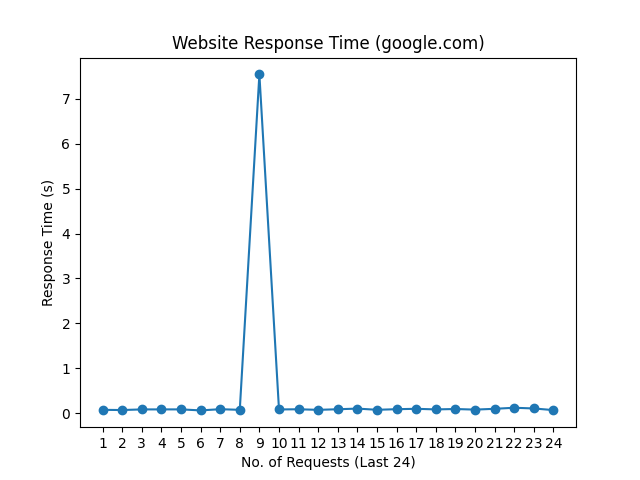 Website Response Time (google.com)
Response Time (s)
7
6
5
4
3
2
1
0
1 2 3 4 5 6 7 8 9 10 11 12 13 14 15 16 17 18 19 20 21 22 23 24
No. of Requests (Last 24)